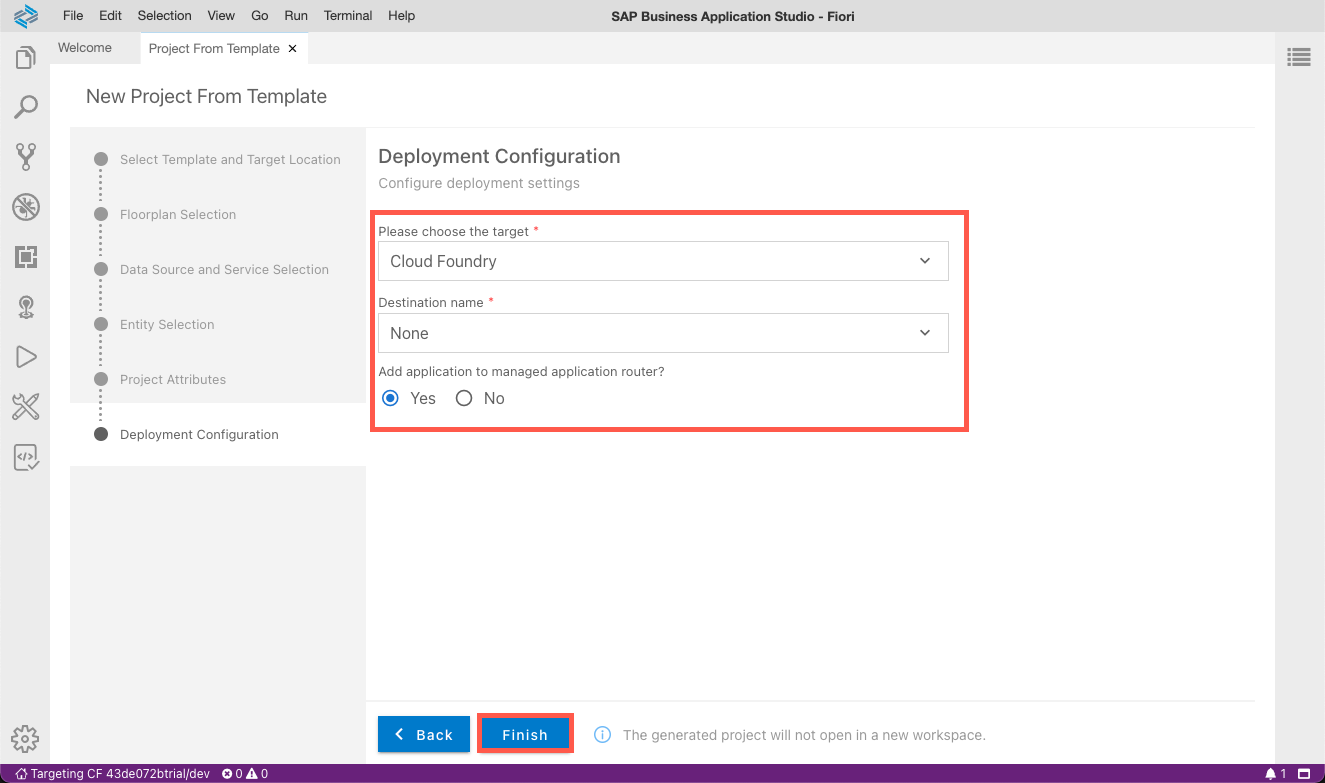 File Edit Selection View Go Run Terminal Help SAP Business Application Studio - Fiori
Welcome Project From Template ×
New Project From Template
Select Template and Target Location
Floorplan Selection
Data Source and Service Selection
Entity Selection
Project Attributes
Deployment Configuration
Deployment Configuration
Configure deployment settings
Please choose the target *
Cloud Foundry
Destination name *
None
Add application to managed application router?
Yes No
Back Finish The generated project will not open in a new workspace.
Targeting CF 43de072btrial/dev 0 0 1